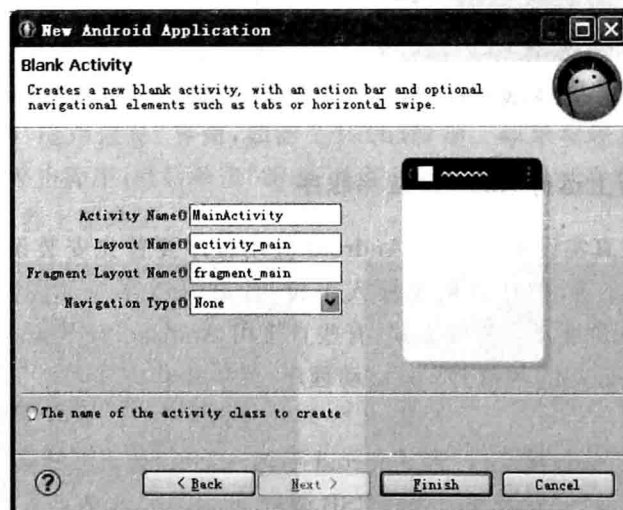 New Android Application
Blank Activity
Creates a new blank activity, with an action bar and optional
navigational elements such as tabs or horizontal swipe.
Activity Name MainActivity
Layout Name activity_main
Fragment Layout Name fragment_main
Navigation Type None
The name of the activity class to create
?
< Back
Next >
Finish
Cancel